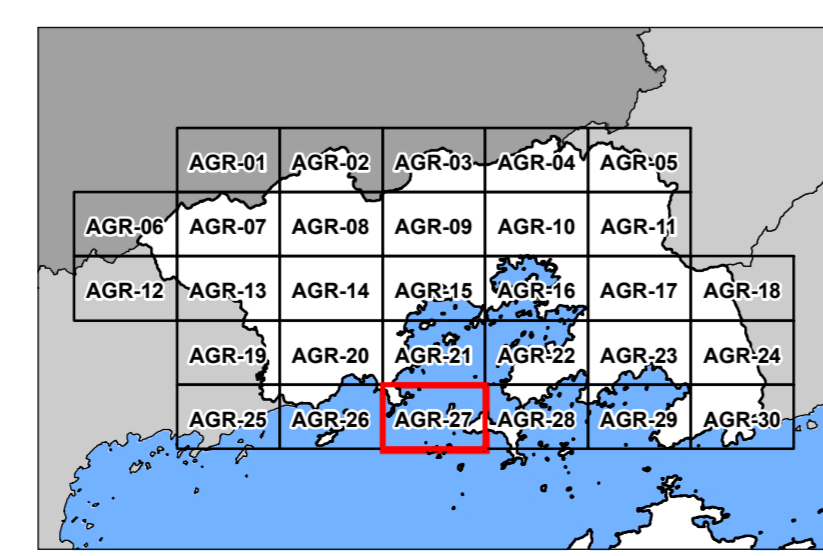 AGR-01 AGR-02 AGR-03 AGR-04 AGR-05
AGR-06 AGR-07 AGR-08 AGR-09 AGR-10 AGR-11
AGR-12 AGR-13 AGR-14 AGR-15 AGR-16 AGR-17 AGR-18
AGR-19 AGR-20 AGR-21 AGR-22 AGR-23 AGR-24
AGR-25 AGR-26 AGR-27 AGR-28 AGR-29 AGR-30